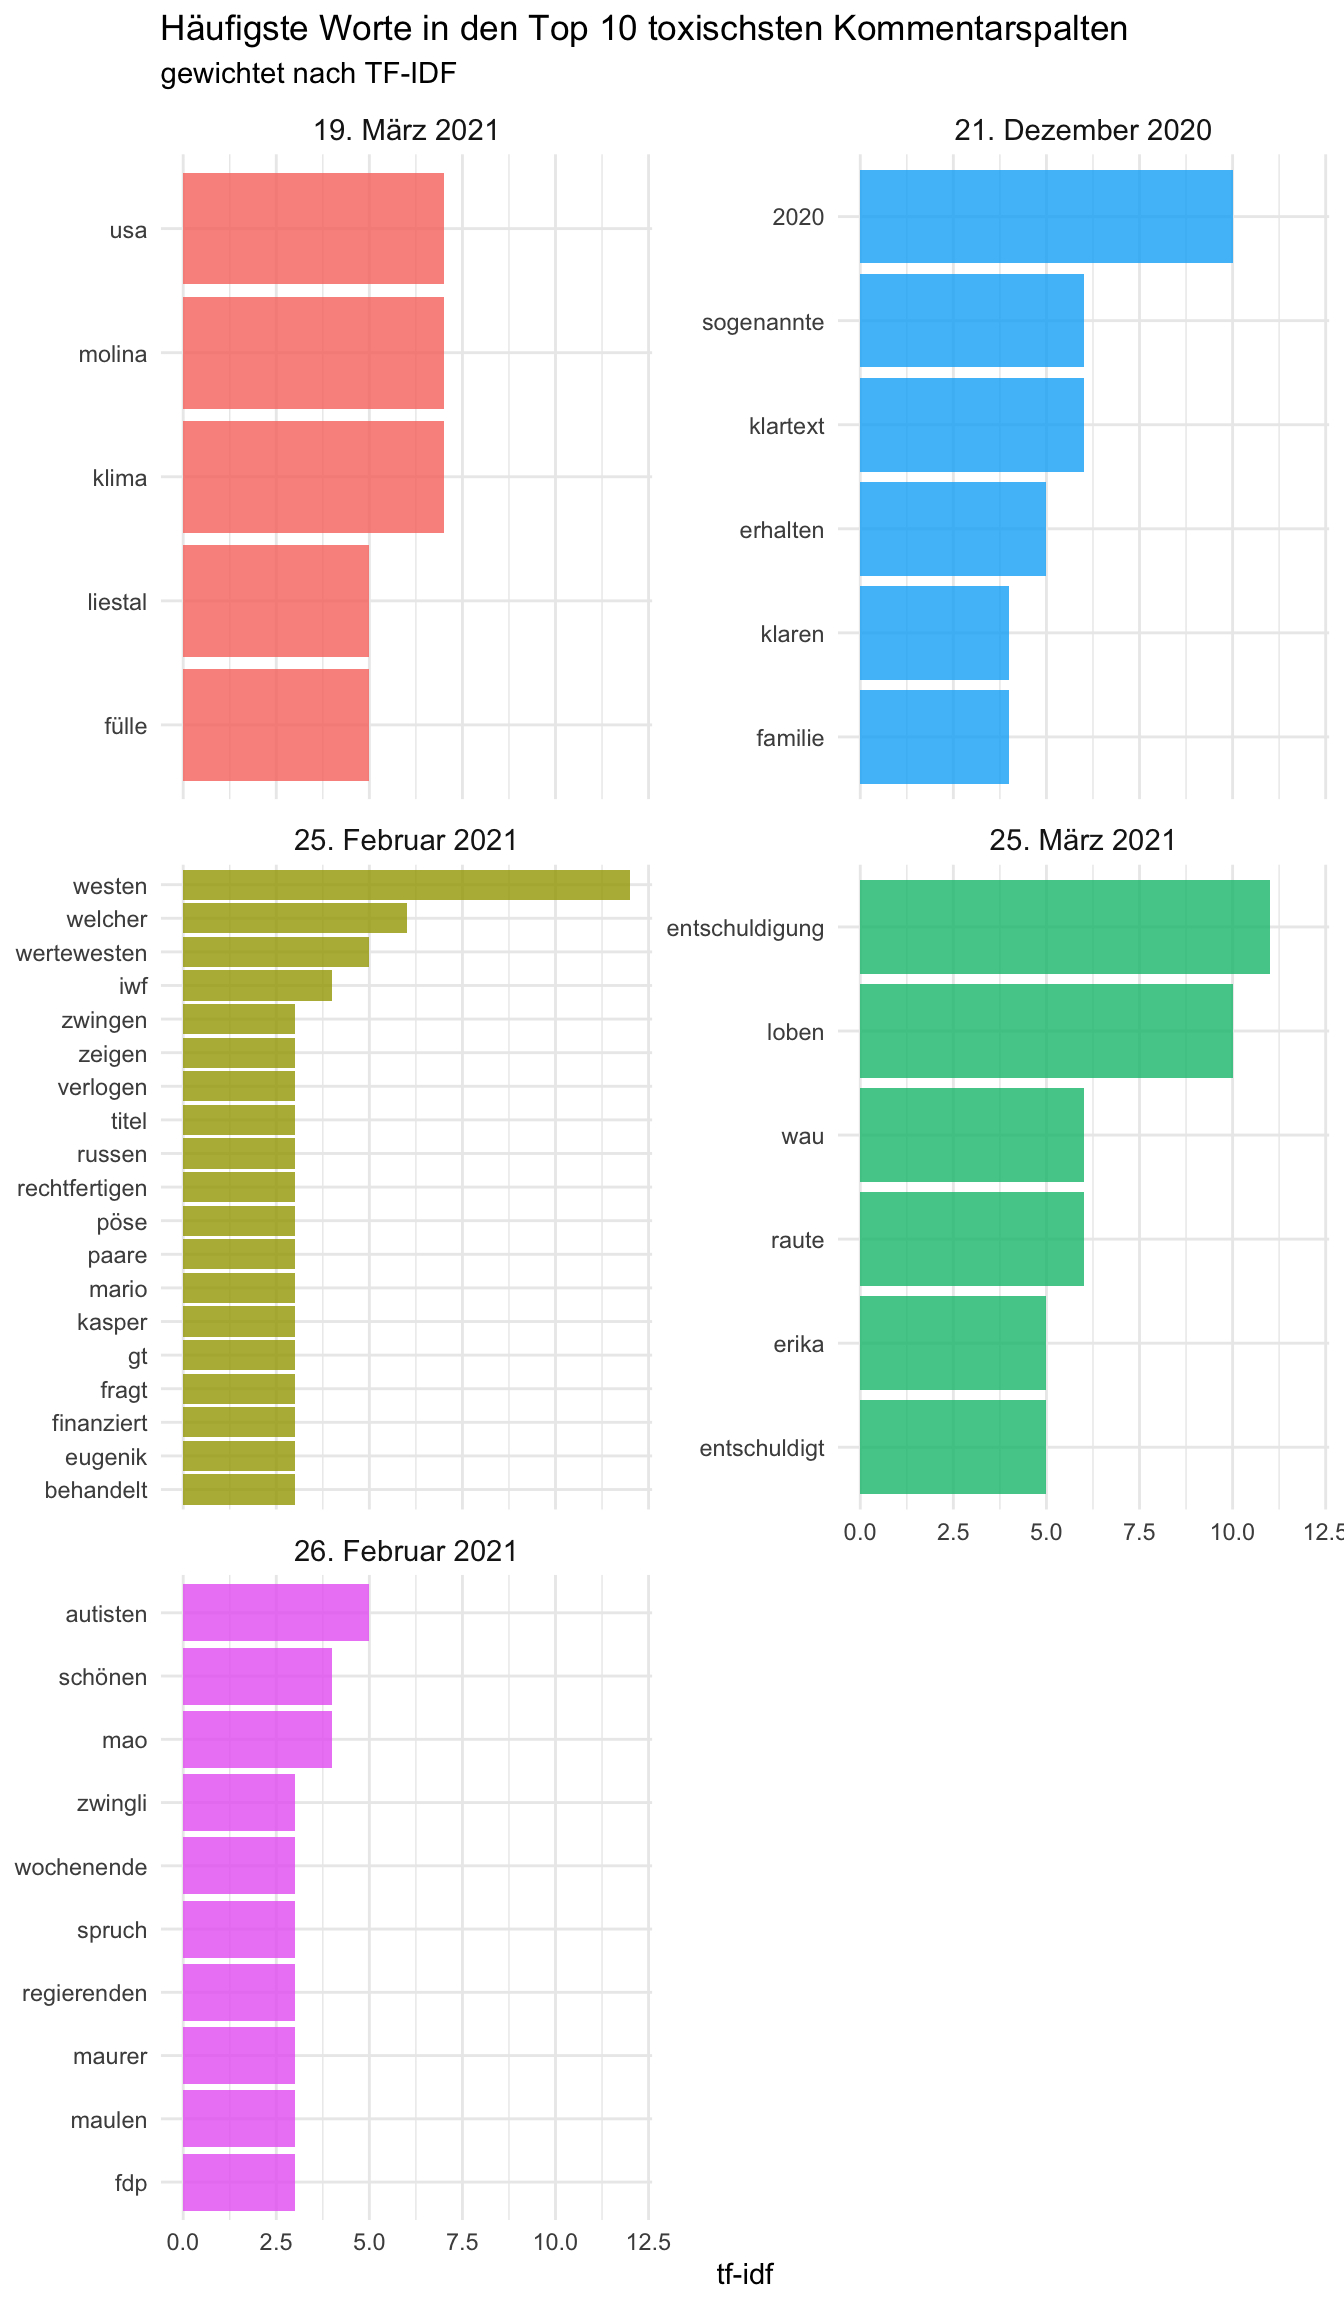 Häufigste Worte in den Top 10 toxischsten Kommentarspalten
gewichtet nach TF-IDF
19. März 2021
usa
molina
klima
liestal
fülle
21. Dezember 2020
2020
sogenannte
klartext
erhalten
klaren
familie
25. Februar 2021
westen
welcher
wertewesten
iwf
zwingen
zeigen
verlogen
titel
russen
rechtfertigen
pöse
paare
mario
kasper
gt
fragt
finanziert
eugenik
behandelt
25. März 2021
entschuldigung
loben
wau
raute
erika
entschuldigt
0.0 2.5 5.0 7.5 10.0 12.5
26. Februar 2021
autisten
schönen
mao
zwingli
wochenende
spruch
regierenden
maurer
maulen
fdp
0.0 2.5 5.0 7.5 10.0 12.5
tf-idf